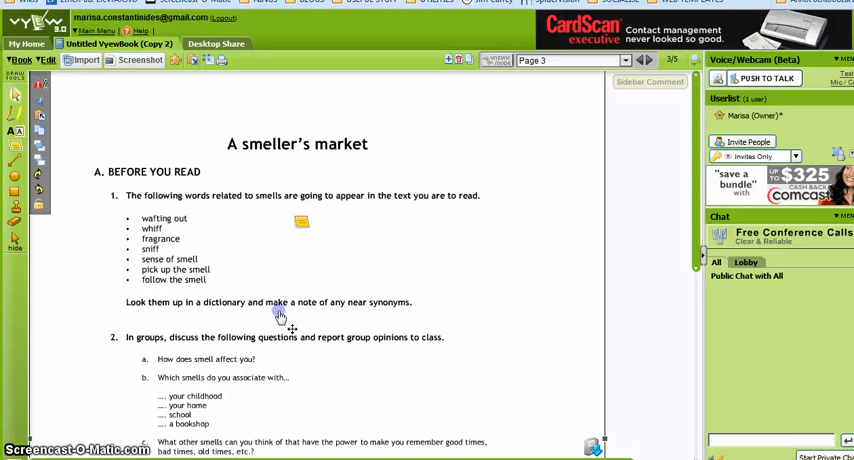 marisa.constantinides@gmail.com (Logout)
VYEW 3.0
Main Menu Help
CARDSCAN executive
Contact management never looked so good.
My Home Untitled VyewBook (Copy 2) Desktop Share
Book Edit Import Screenshot Page 3 3/5
Sidebar Comment
Voice/Webcam (Beta)
PUSH TO TALK
Userlist (1 user)
Marisa (Owner)*
Invite People
Invites Only
"save a bundle" with
UP TO $325
CASH BACK
comcast
Chat
Free Conference Calls
Clear & Reliable
All Lobby
Public Chat with All
Start Private Cha
DRAW TOOLS
hide
A smeller's market
A. BEFORE YOU READ
1. The following words related to smells are going to appear in the text you are to read.
• wafting out
• whiff
• fragrance
• sniff
• sense of smell
• pick up the smell
• follow the smell
Look them up in a dictionary and make a note of any near synonyms.
2. In groups, discuss the following questions and report group opinions to class.
a. How does smell affect you?
b. Which smells do you associate with…
…. your childhood
…. your home
…. school
…. a bookshop
c. What other smells can you think of that have the power to make you remember good times,
bad times, old times, etc.?
Screencast-O-Matic.com